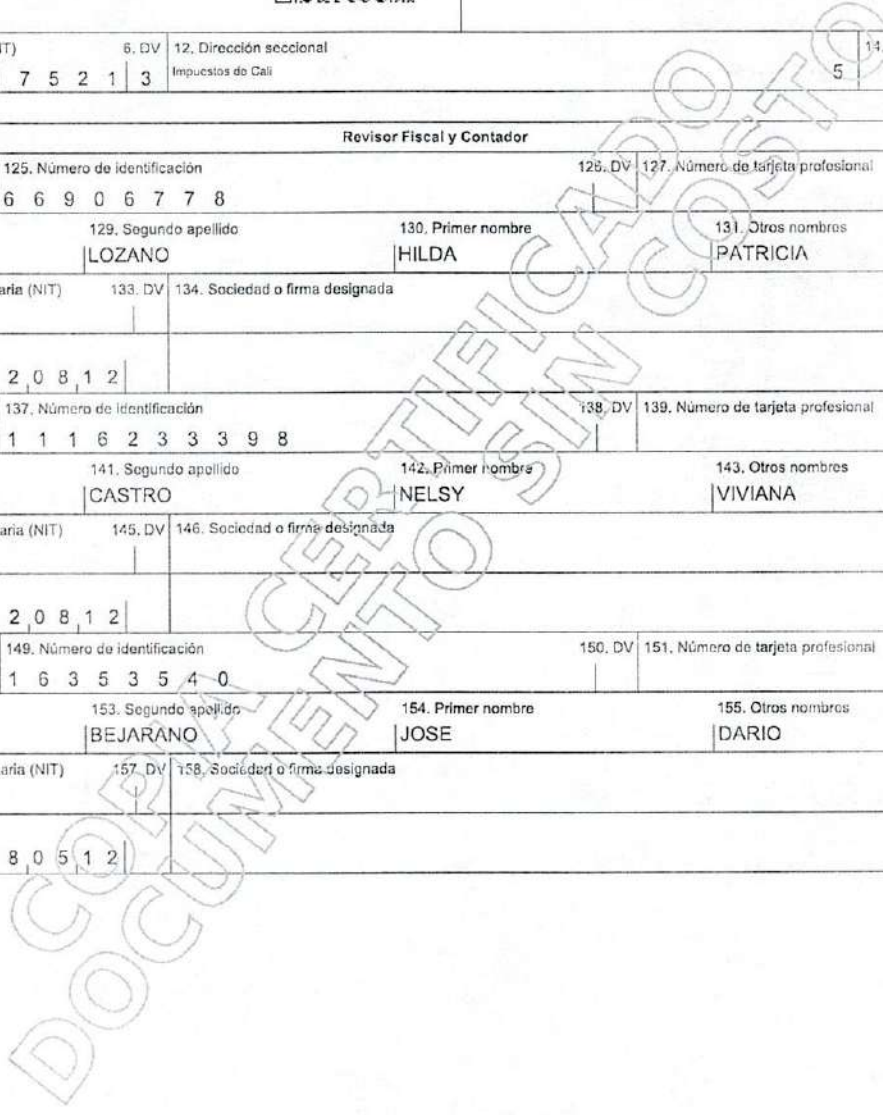 IT) 6. DV 12. Dirección seccional 14.
7 5 2 1 3 Impuestos de Cali 5
Revisor Fiscal y Contador
125. Número de identificación 126. DV 127. Número de tarjeta profesional
6 6 9 0 6 7 7 8
129. Segundo apellido 130. Primer nombre 131. Otros nombres
LOZANO HILDA PATRICIA
aria (NIT) 133. DV 134. Sociedad o firma designada
2 0 8 1 2
137. Número de identificación 138. DV 139. Número de tarjeta profesional
1 1 1 6 2 3 3 3 9 8
141. Segundo apellido 142. Primer nombre 143. Otros nombres
CASTRO NELSY VIVIANA
aria (NIT) 145. DV 146. Sociedad o firma designada
2 0 8 1 2
149. Número de identificación 150. DV 151. Número de tarjeta profesional
1 6 3 5 3 5 4 0
153. Segundo apellido 154. Primer nombre 155. Otros nombres
BEJARANO JOSE DARIO
aria (NIT) 157. DV 158. Sociedad o firma designada
8 0 5 1 2
COPIA CERTIFICADO
DOCUMENTO SIN COSTO